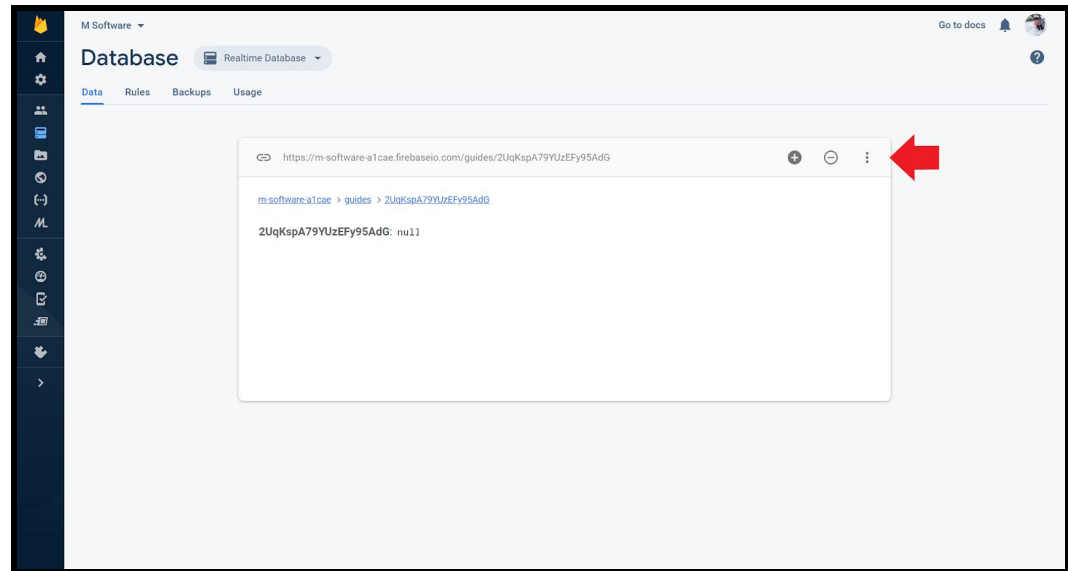 M Software
Go to docs
Database
Realtime Database
Data Rules Backups Usage
https://m-software-a1cae.firebaseio.com/guides/2UqKspA79YUzEFy95AdG
m-software-a1cae > guides > 2UqKspA79YUzEFy95AdG
2UqKspA79YUzEFy95AdG: null